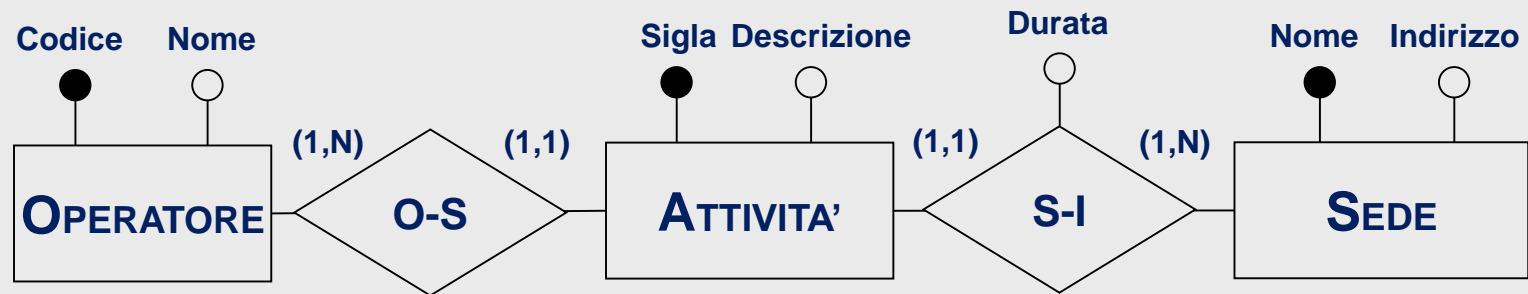 Codice Nome Sigla Descrizione Durata Nome Indirizzo
(1,N) (1,1) (1,1) (1,N)
OPERATORE O-S ATTIVITA’ S-I SEDE